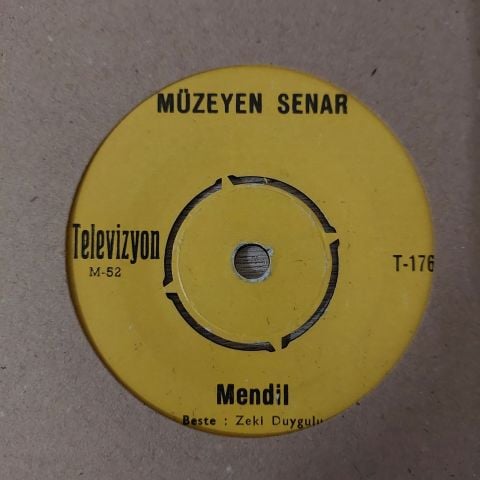 MÜZEYEN SENAR
Televizyon
M-52
T-176
Mendil
Beste : Zeki Duygulu